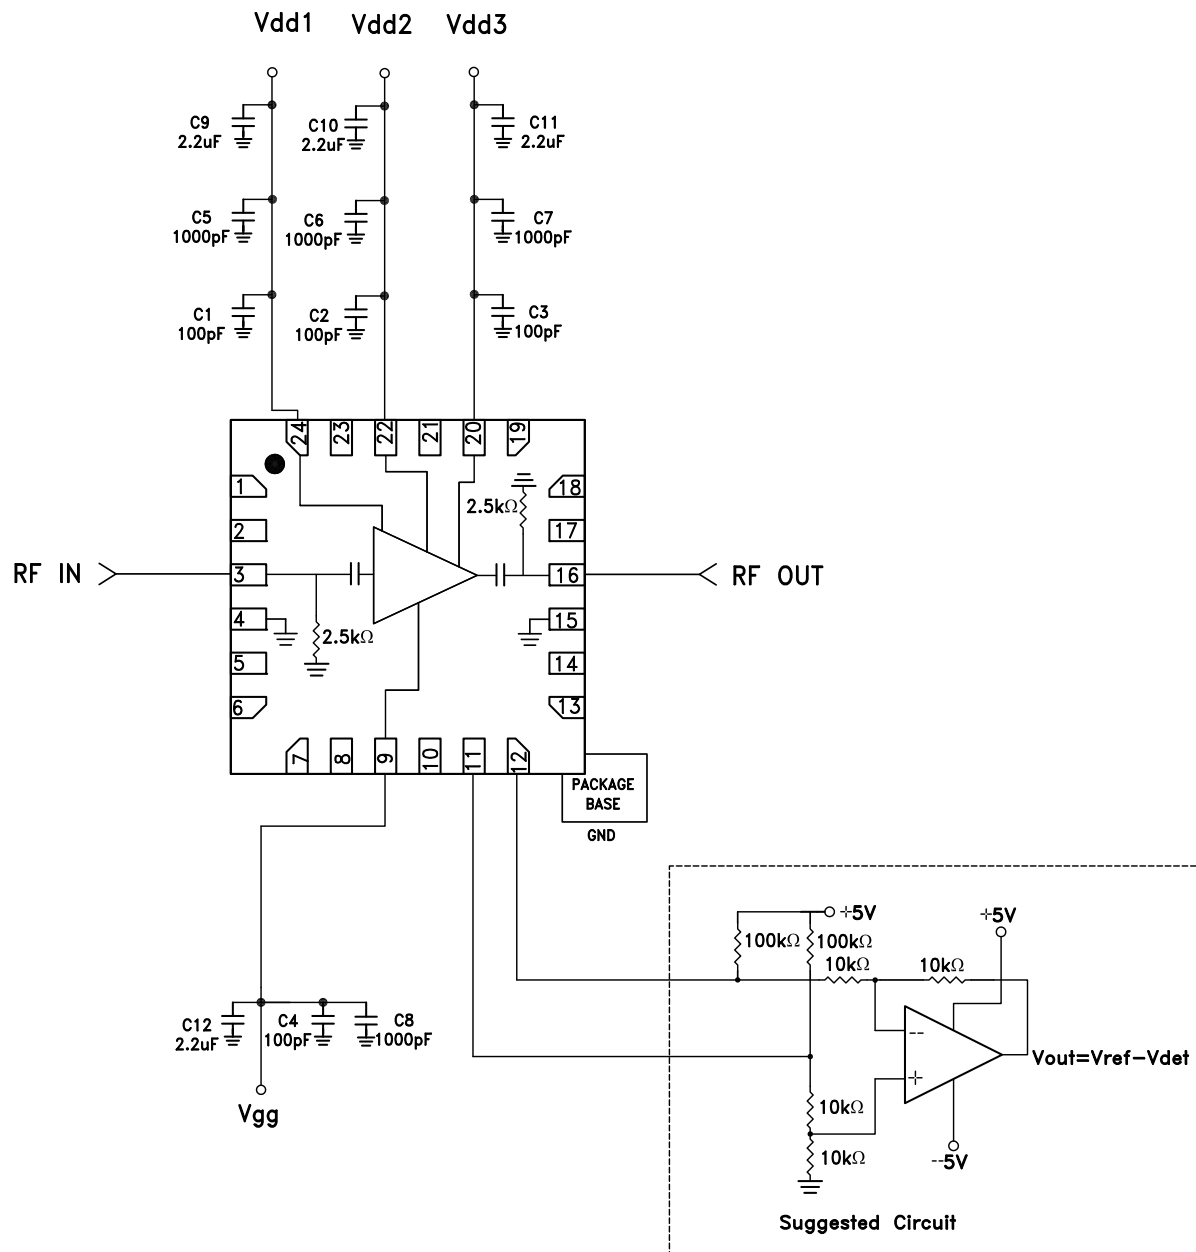 Vdd1 Vdd2 Vdd3
C9
2.2uF
C10
2.2uF
C11
2.2uF
C5
1000pF
C6
1000pF
C7
1000pF
C1
100pF
C2
100pF
C3
100pF
24 23 22 21 20 19
1
2
3
4
5
6
18
17
16
15
14
13
2.5kΩ
RF IN
RF OUT
2.5kΩ
7 8 9 10 11 12
PACKAGE
BASE
GND
C12
2.2uF
C4
100pF
C8
1000pF
Vgg
+5V
+5V
100kΩ
100kΩ
10kΩ
10kΩ
--
+
Vout=Vref-Vdet
10kΩ
10kΩ
--5V
Suggested Circuit